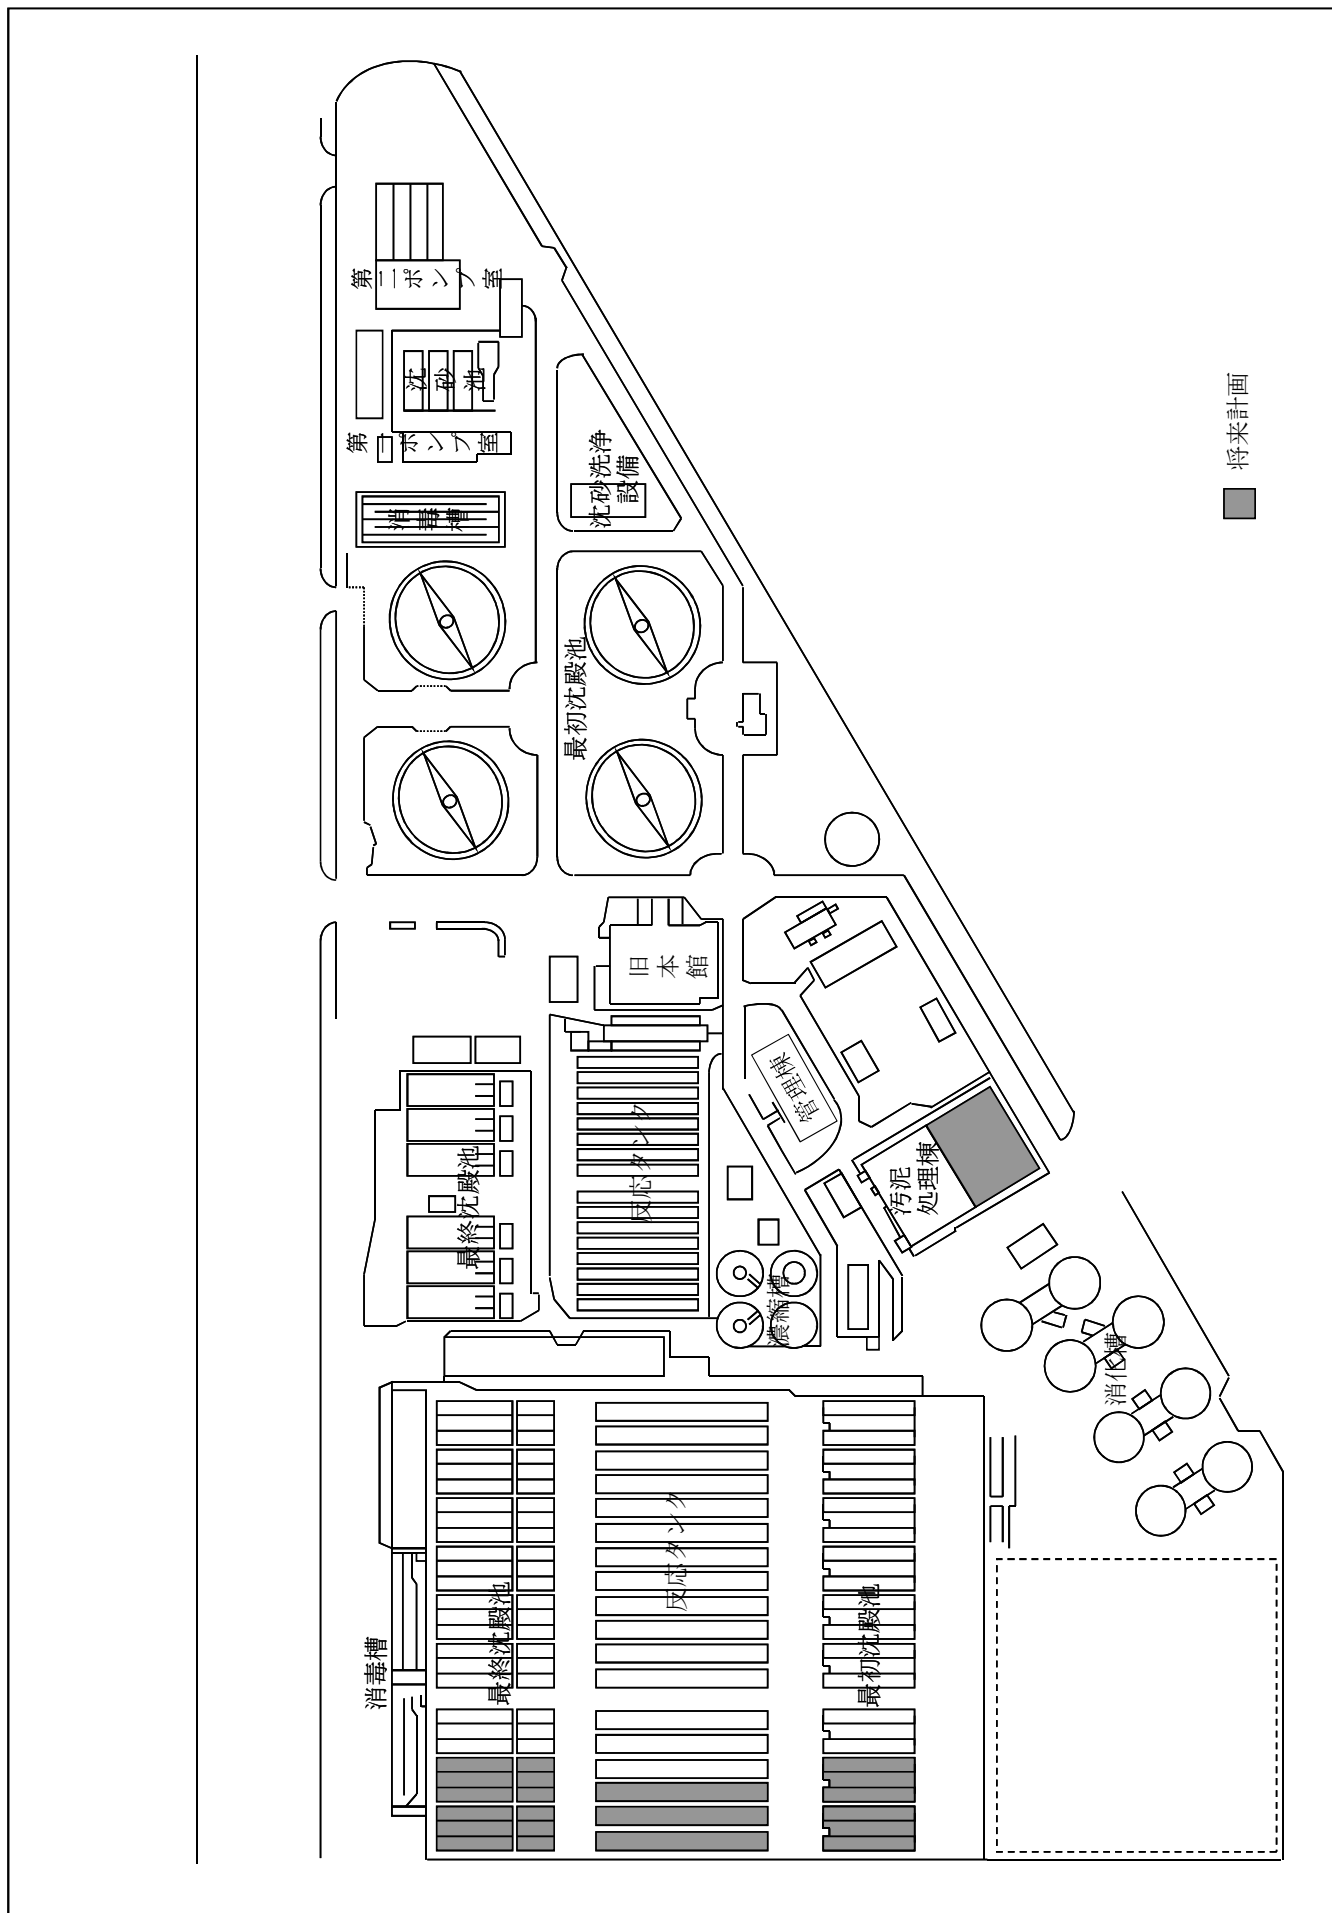 第二ポンプ室
沈砂池
第一ポンプ室
沈砂洗浄
設備
消毒槽
最初沈殿池
将来計画
旧本館
管理棟
反応タンク
最終沈殿池
汚泥
処理棟
濃縮槽
消化槽
反応タンク
最終沈殿池
最初沈殿池
消毒槽